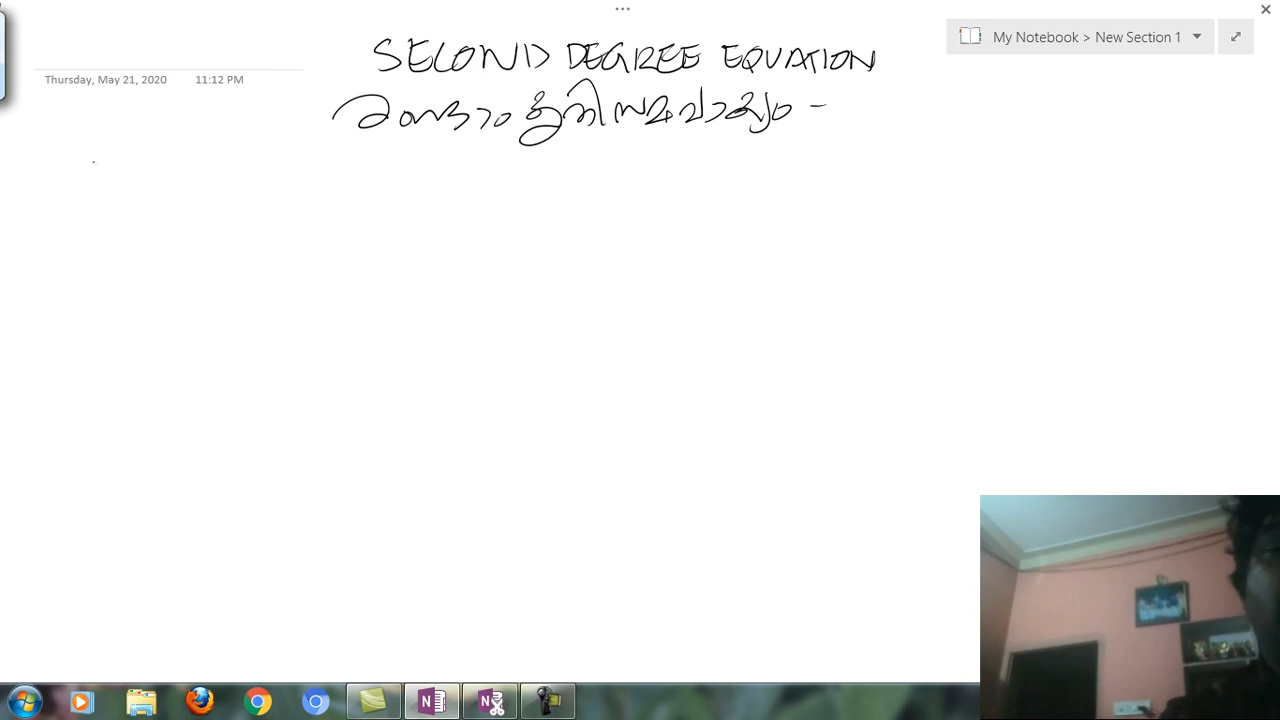 SECOND DEGREE EQUATION
My Notebook > New Section 1
Thursday, May 21, 2020 11:12 PM
രണ്ടാംകൃതി സമവാക്യം -